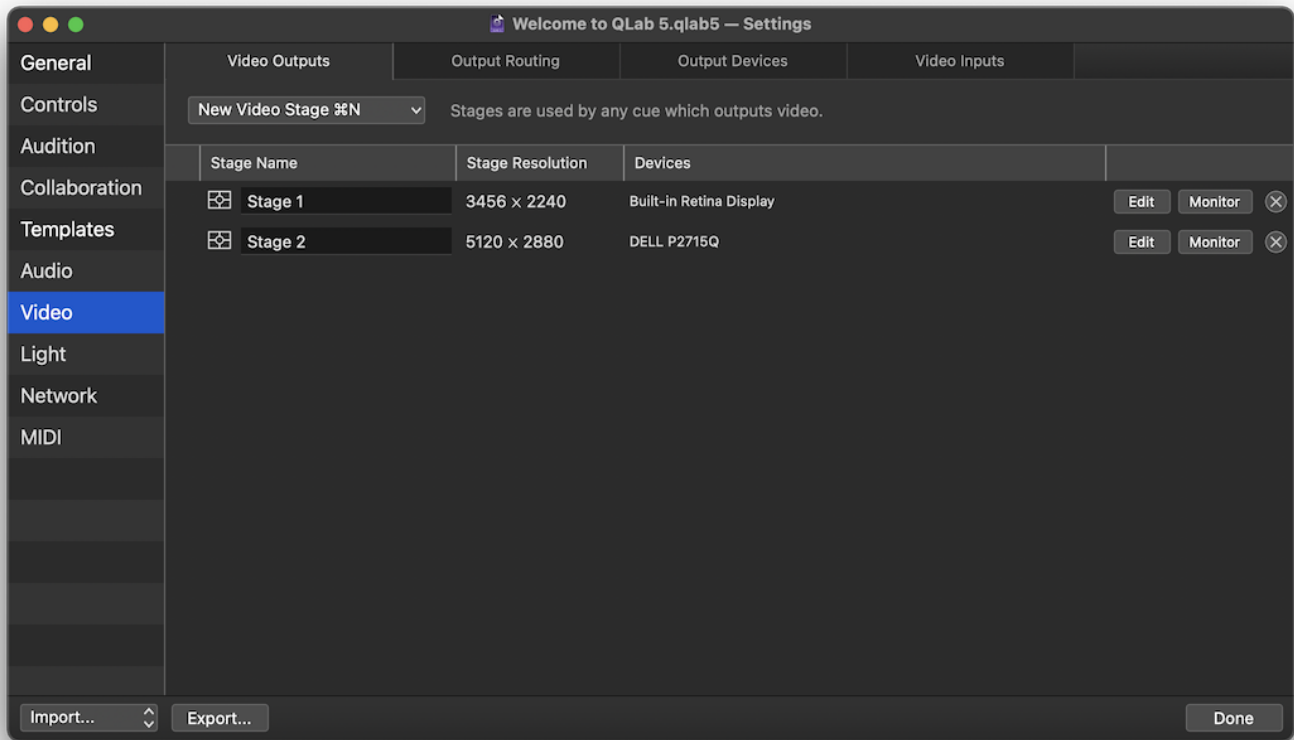 Welcome to QLab 5.qlab5 — Settings
General
Controls
Audition
Collaboration
Templates
Audio
Video
Light
Network
MIDI
Video Outputs
Output Routing
Output Devices
Video Inputs
New Video Stage ⌘N
Stages are used by any cue which outputs video.
Stage Name
Stage Resolution
Devices
Stage 1 3456 × 2240 Built-in Retina Display Edit Monitor
Stage 2 5120 × 2880 DELL P2715Q Edit Monitor
Import...
Export...
Done